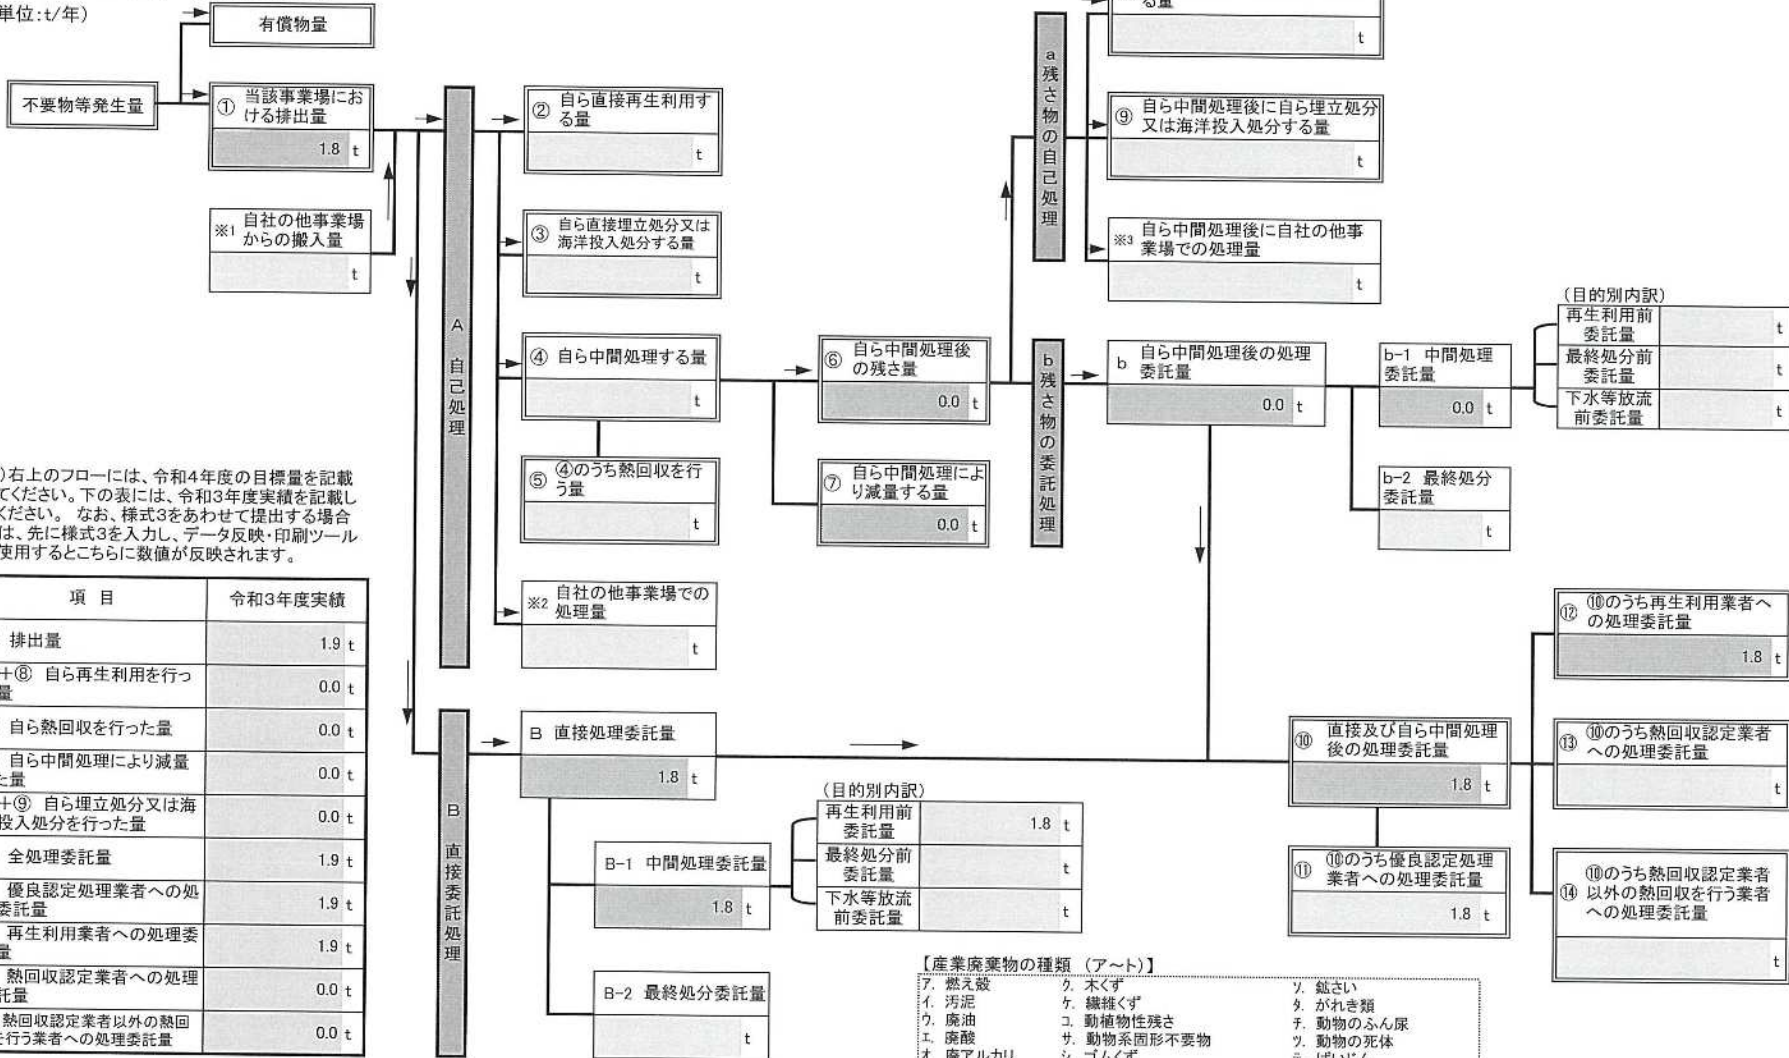 単位:t/年)
有償物量
不要物等発生量
① 当該事業場にお
ける排出量
1.8 t
※1 自社の他事業場
からの搬入量
t
A 自己処理
② 自ら直接再生利用す
る量
t
③ 自ら直接埋立処分又は
海洋投入処分する量
t
④ 自ら中間処理する量
t
⑤ ④のうち熱回収を行
う量
t
※2 自社の他事業場での
処理量
t
⑥ 自ら中間処理後
の残さ量
0.0 t
⑦ 自ら中間処理によ
り減量する量
0.0 t
a 残さ物の自己処理
る量
t
⑨ 自ら中間処理後に自ら埋立処分
又は海洋投入処分する量
t
※3 自ら中間処理後に自社の他事
業場での処理量
t
b 残さ物の委託処理
b 自ら中間処理後の処理
委託量
0.0 t
b-1 中間処理
委託量
0.0 t
(目的別内訳)
再生利用前
委託量
t
最終処分前
委託量
t
下水等放流
前委託量
t
b-2 最終処分
委託量
t
)右上のフローには、令和4年度の目標量を記載
てください。下の表には、令和3年度実績を記載し
ください。 なお、様式3をあわせて提出する場合
は、先に様式3を入力し、データ反映・印刷ツール
使用するとこちらに数値が反映されます。
項 目 令和3年度実績
排出量 1.9 t
+⑧ 自ら再生利用を行っ
量 0.0 t
自ら熱回収を行った量 0.0 t
自ら中間処理により減量
た量 0.0 t
+⑨ 自ら埋立処分又は海
投入処分を行った量 0.0 t
全処理委託量 1.9 t
優良認定処理業者への処
委託量 1.9 t
再生利用業者への処理委
量 1.9 t
熱回収認定業者への処理
託量 0.0 t
熱回収認定業者以外の熱回
を行う業者への処理委託量 0.0 t
B 直接委託処理
B 直接処理委託量
1.8 t
B-1 中間処理委託量
1.8 t
(目的別内訳)
再生利用前
委託量
1.8 t
最終処分前
委託量
t
下水等放流
前委託量
t
B-2 最終処分委託量
t
⑩ 直接及び自ら中間処理
後の処理委託量
1.8 t
⑪ ⑩のうち優良認定処理
業者への処理委託量
1.8 t
⑫ ⑩のうち再生利用業者へ
の処理委託量
1.8 t
⑬ ⑩のうち熱回収認定業者
への処理委託量
t
⑭ ⑩のうち熱回収認定業者
以外の熱回収を行う業者
への処理委託量
t
【産業廃棄物の種類 (ア~ト)】
ア. 燃え殻 ク. 木くず ソ. 鉱さい
イ. 汚泥 ケ. 繊維くず タ. がれき類
ウ. 廃油 コ. 動植物性残さ チ. 動物のふん尿
エ. 廃酸 サ. 動物系固形不要物 ツ. 動物の死体
オ. 廃アルカリ シ. ゴムくず テ. ばいじん